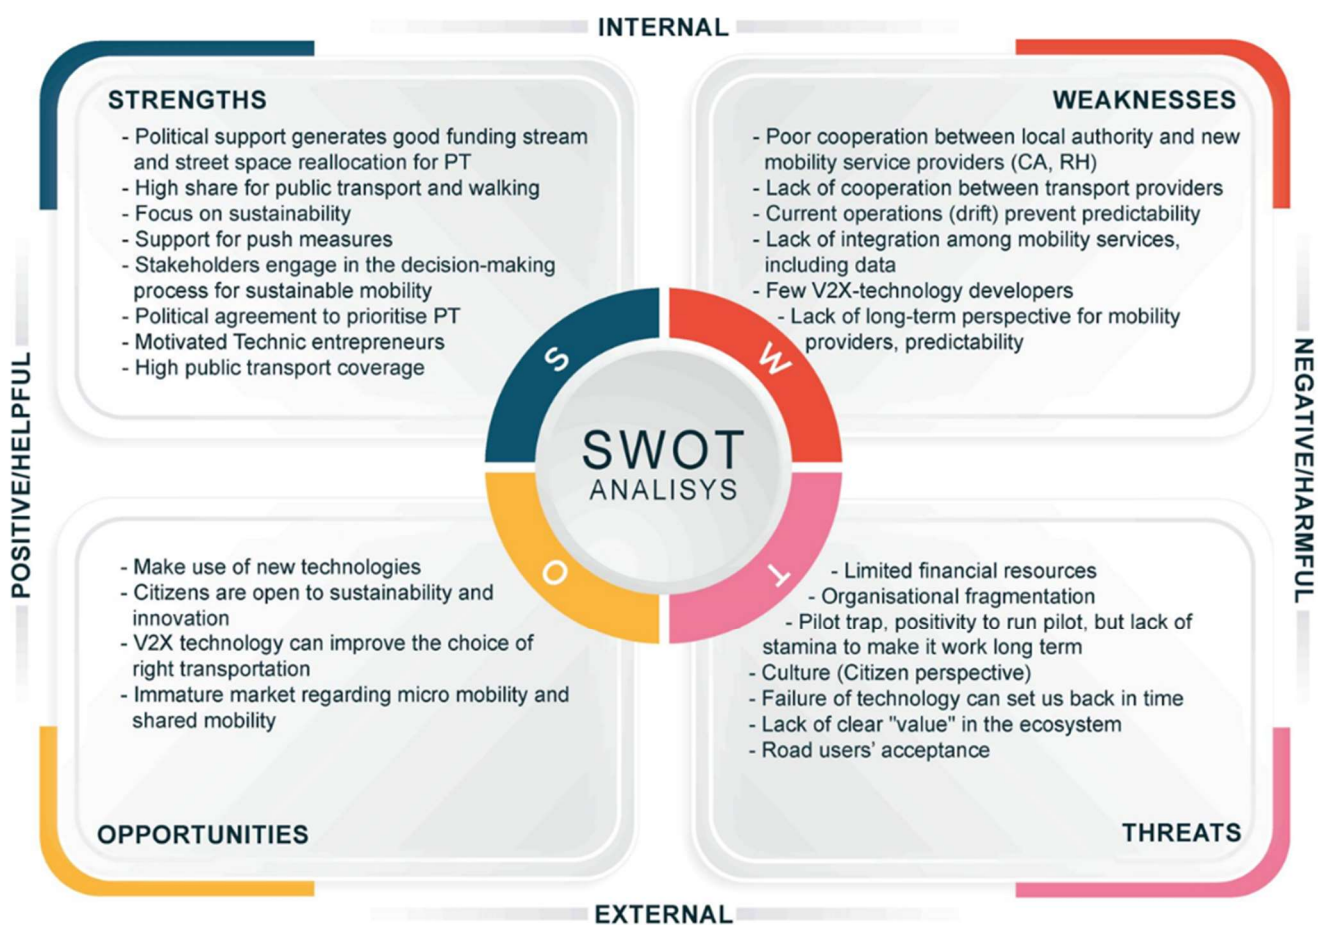 INTERNAL
STRENGTHS
- Political support generates good funding stream
and street space reallocation for PT
- High share for public transport and walking
- Focus on sustainability
- Support for push measures
- Stakeholders engage in the decision-making
process for sustainable mobility
- Political agreement to prioritise PT
- Motivated Technic entrepreneurs
- High public transport coverage
WEAKNESSES
- Poor cooperation between local authority and new
mobility service providers (CA, RH)
- Lack of cooperation between transport providers
- Current operations (drift) prevent predictability
- Lack of integration among mobility services,
including data
- Few V2X-technology developers
- Lack of long-term perspective for mobility
providers, predictability
POSITIVE/HELPFUL
NEGATIVE/HARMFUL
S
W
SWOT
ANALISYS
O
T
- Make use of new technologies
- Citizens are open to sustainability and
innovation
- V2X technology can improve the choice of
right transportation
- Immature market regarding micro mobility and
shared mobility
OPPORTUNITIES
- Limited financial resources
- Organisational fragmentation
- Pilot trap, positivity to run pilot, but lack of
stamina to make it work long term
- Culture (Citizen perspective)
- Failure of technology can set us back in time
- Lack of clear "value" in the ecosystem
- Road users' acceptance
THREATS
EXTERNAL